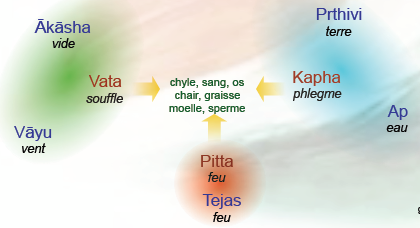 Ākāsha
vide
Prthivi
terre
Vata
souffle
chyle, sang, os
chair, graisse
moelle, sperme
Kapha
phlegme
Vāyu
vent
Ap
eau
Pitta
feu
Tejas
feu